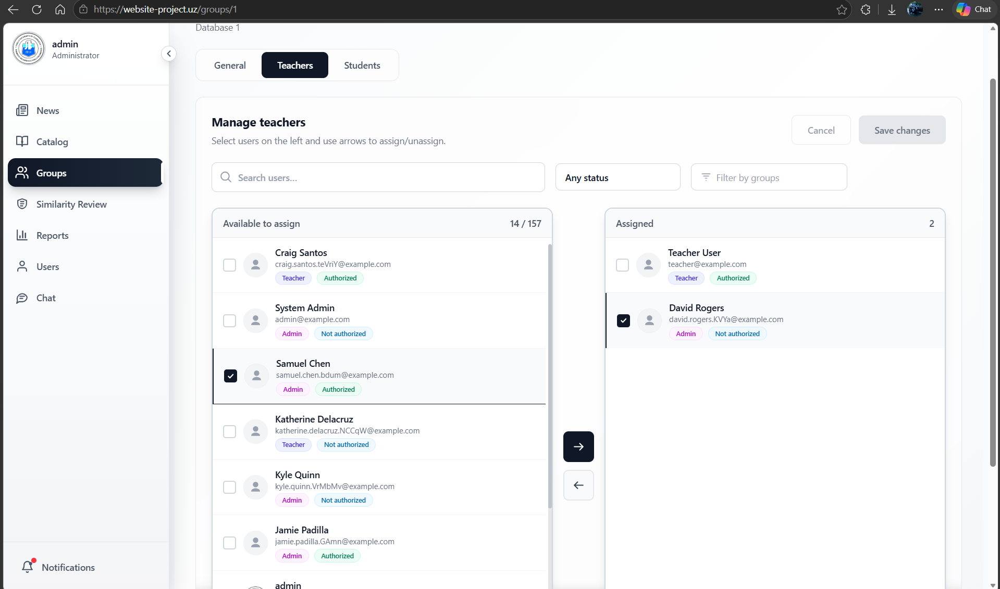 https://website-project.uz/groups/1
Chat
admin
Administrator
News
Catalog
Groups
Similarity Review
Reports
Users
Chat
Notifications
Database 1
General
Teachers
Students
Manage teachers
Select users on the left and use arrows to assign/unassign.
Cancel
Save changes
Search users...
Any status
Filter by groups
Available to assign
14 / 157
Craig Santos
craig.santos.teVriY@example.com
Teacher
Authorized
System Admin
admin@example.com
Admin
Not authorized
Samuel Chen
samuel.chen.bdum@example.com
Admin
Authorized
Katherine Delacruz
katherine.delacruz.NCCqW@example.com
Teacher
Not authorized
Kyle Quinn
kyle.quinn.VrMbMv@example.com
Admin
Not authorized
Jamie Padilla
jamie.padilla.GAmn@example.com
Admin
Authorized
admin
Assigned
2
Teacher User
teacher@example.com
Teacher
Authorized
David Rogers
david.rogers.KVYa@example.com
Admin
Not authorized